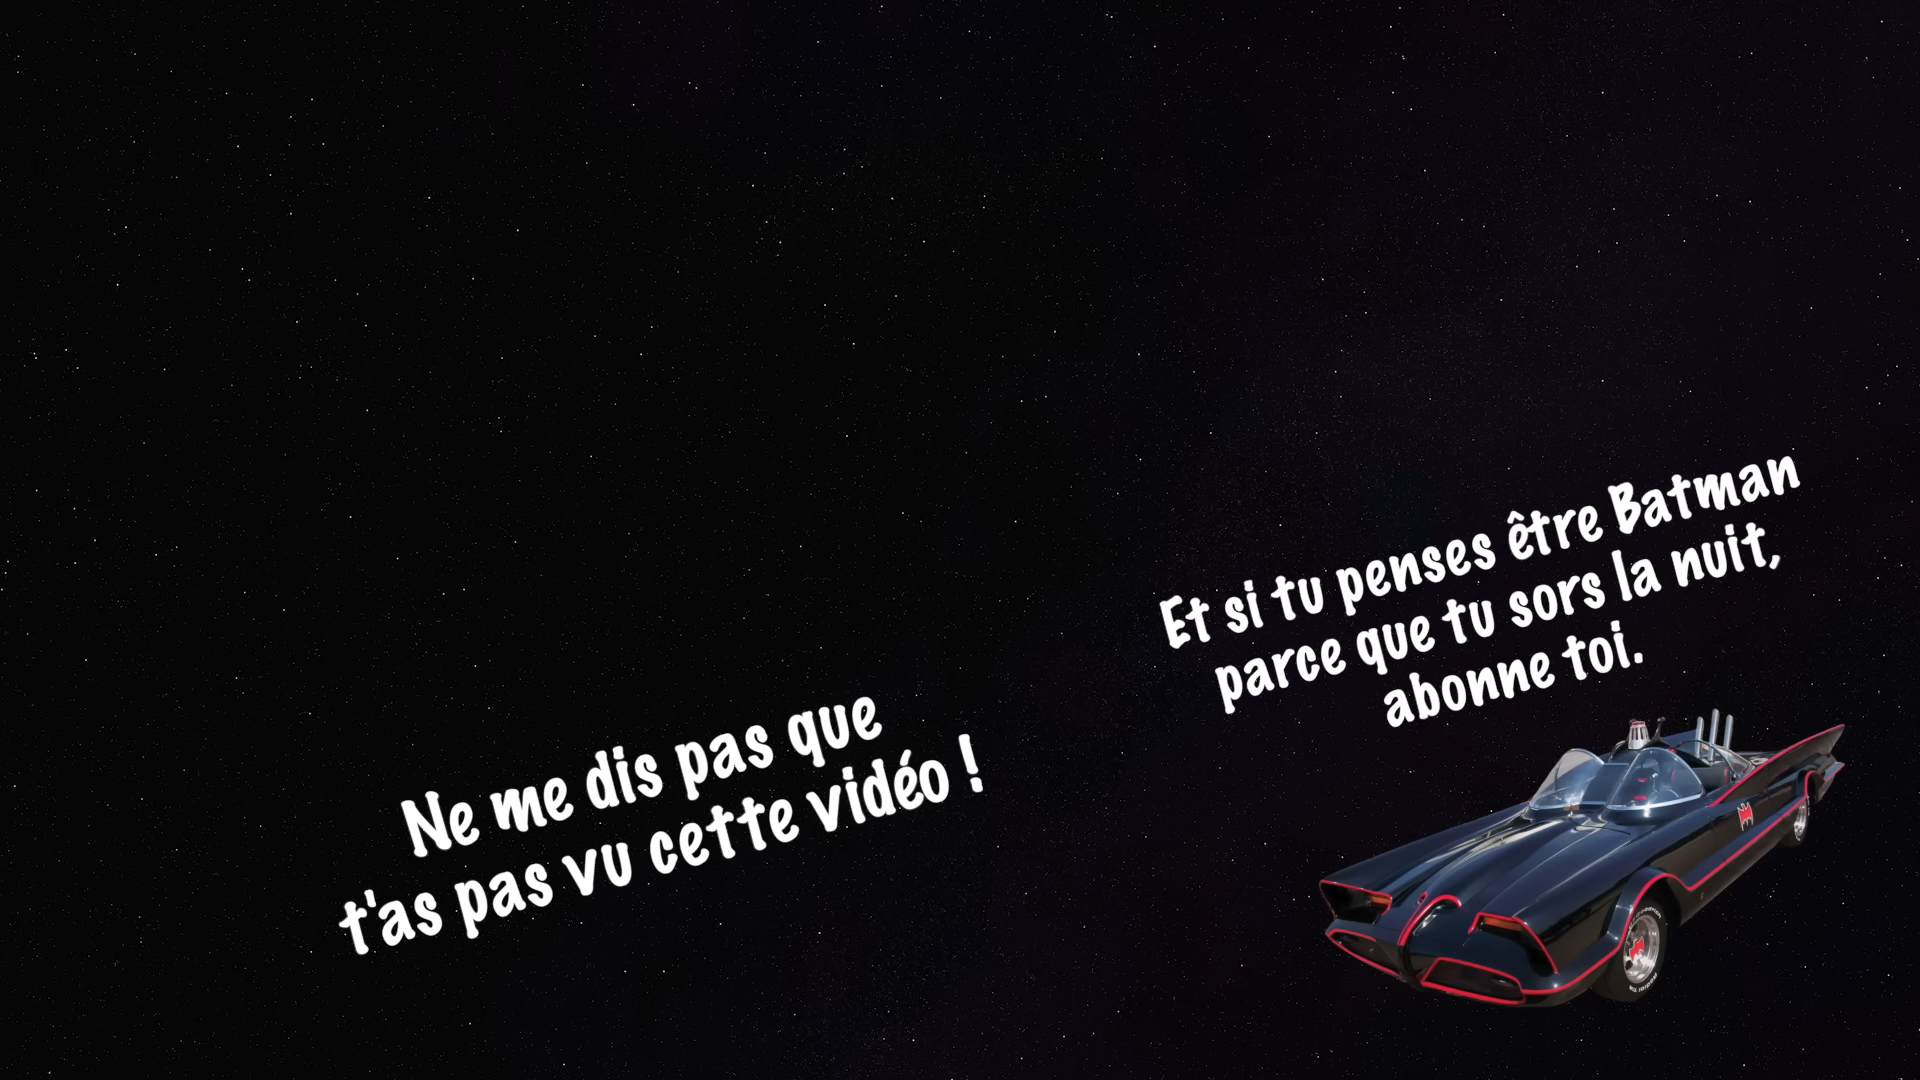 Ne me dis pas que
t'as pas vu cette vidéo !
Et si tu penses être Batman
parce que tu sors la nuit,
abonne toi.